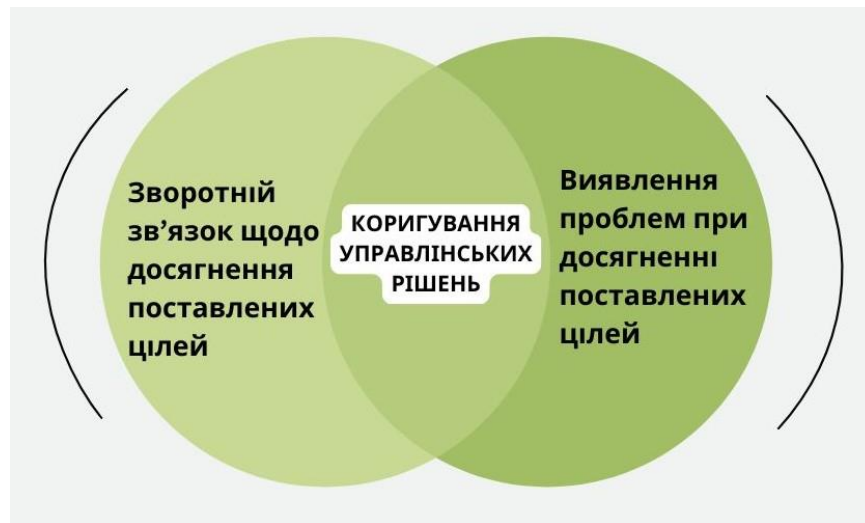 Зворотній
зв’язок щодо
досягнення
поставлених
цілей
КОРИГУВАННЯ
УПРАВЛІНСЬКИХ
РІШЕНЬ
Виявлення
проблем при
досягненні
поставлених
цілей